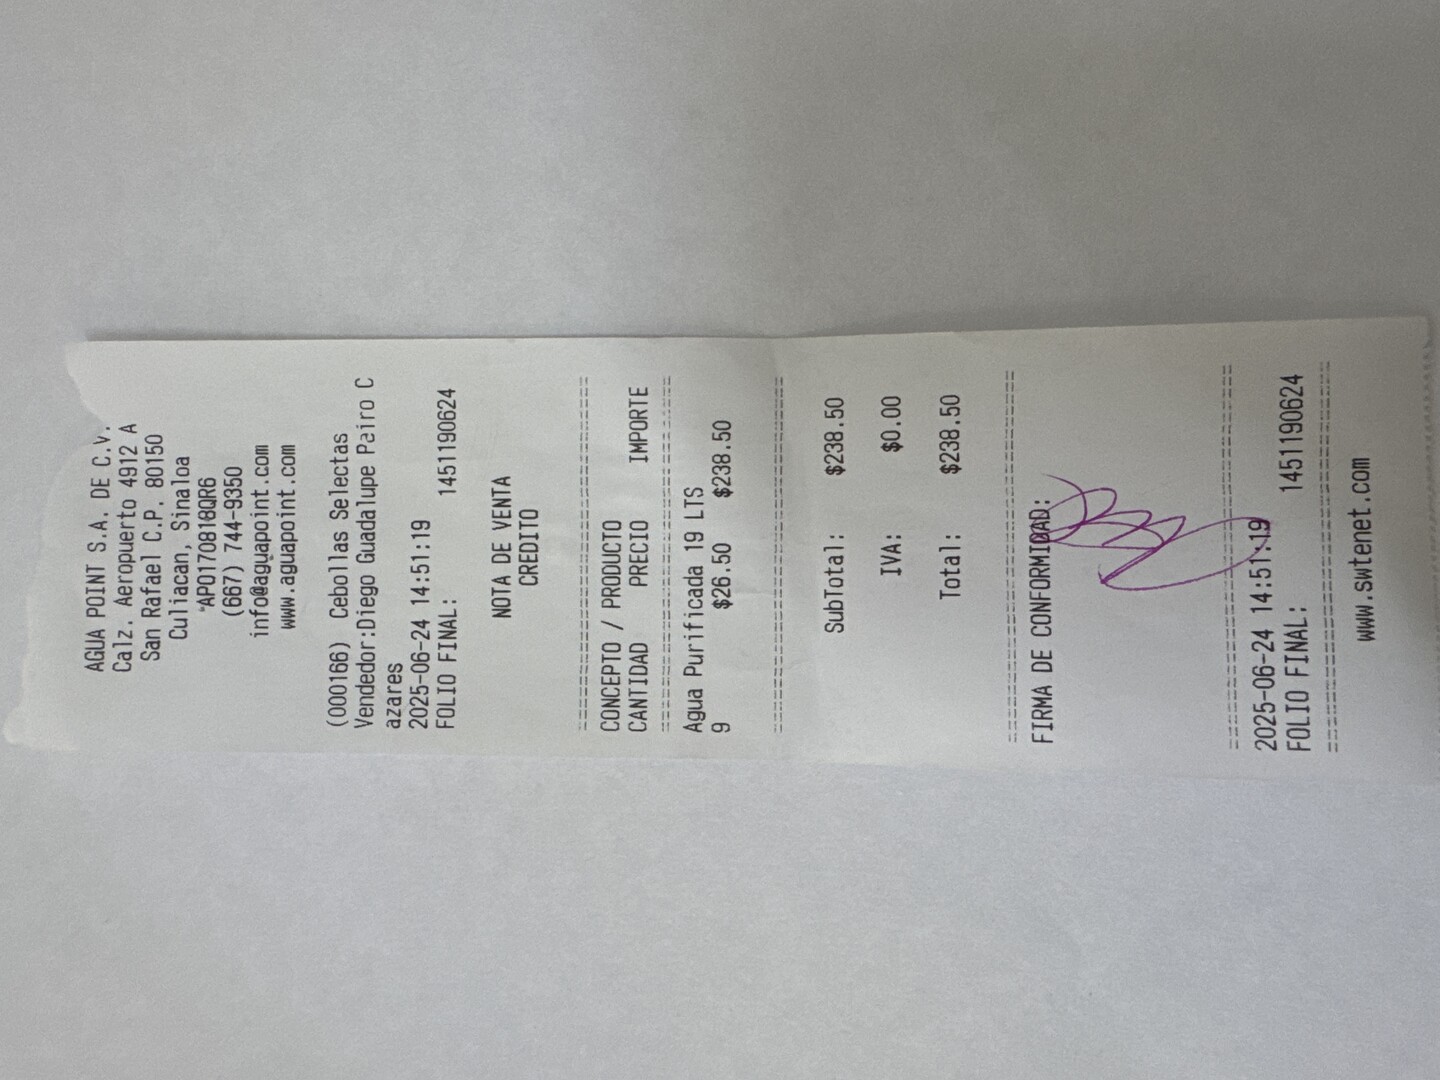 AGUA POINT S.A. DE C.V.
Calz. Aeropuerto 4912 A
San Rafael C.P. 80150
Culiacan, Sinaloa
(667) 744-9350
info@aguapoint.com
www.aguapoint.com
(000166) Cebollas Selectas
Vendedor:Diego Guadalupe Pairo C
azares
2025-06-24 14:51:19
FOLIO FINAL: 1451190624
NOTA DE VENTA
CREDITO
================================
CONCEPTO / PRODUCTO
CANTIDAD PRECIO IMPORTE
================================
Agua Purificada 19 LTS
9 $26.50 $238.50
================================
SubTotal: $238.50
IVA: $0.00
Total: $238.50
================================
FIRMA DE CONFORMIDAD:
================================
2025-06-24 14:51:19
FOLIO FINAL: 1451190624
================================
www.swtenet.com